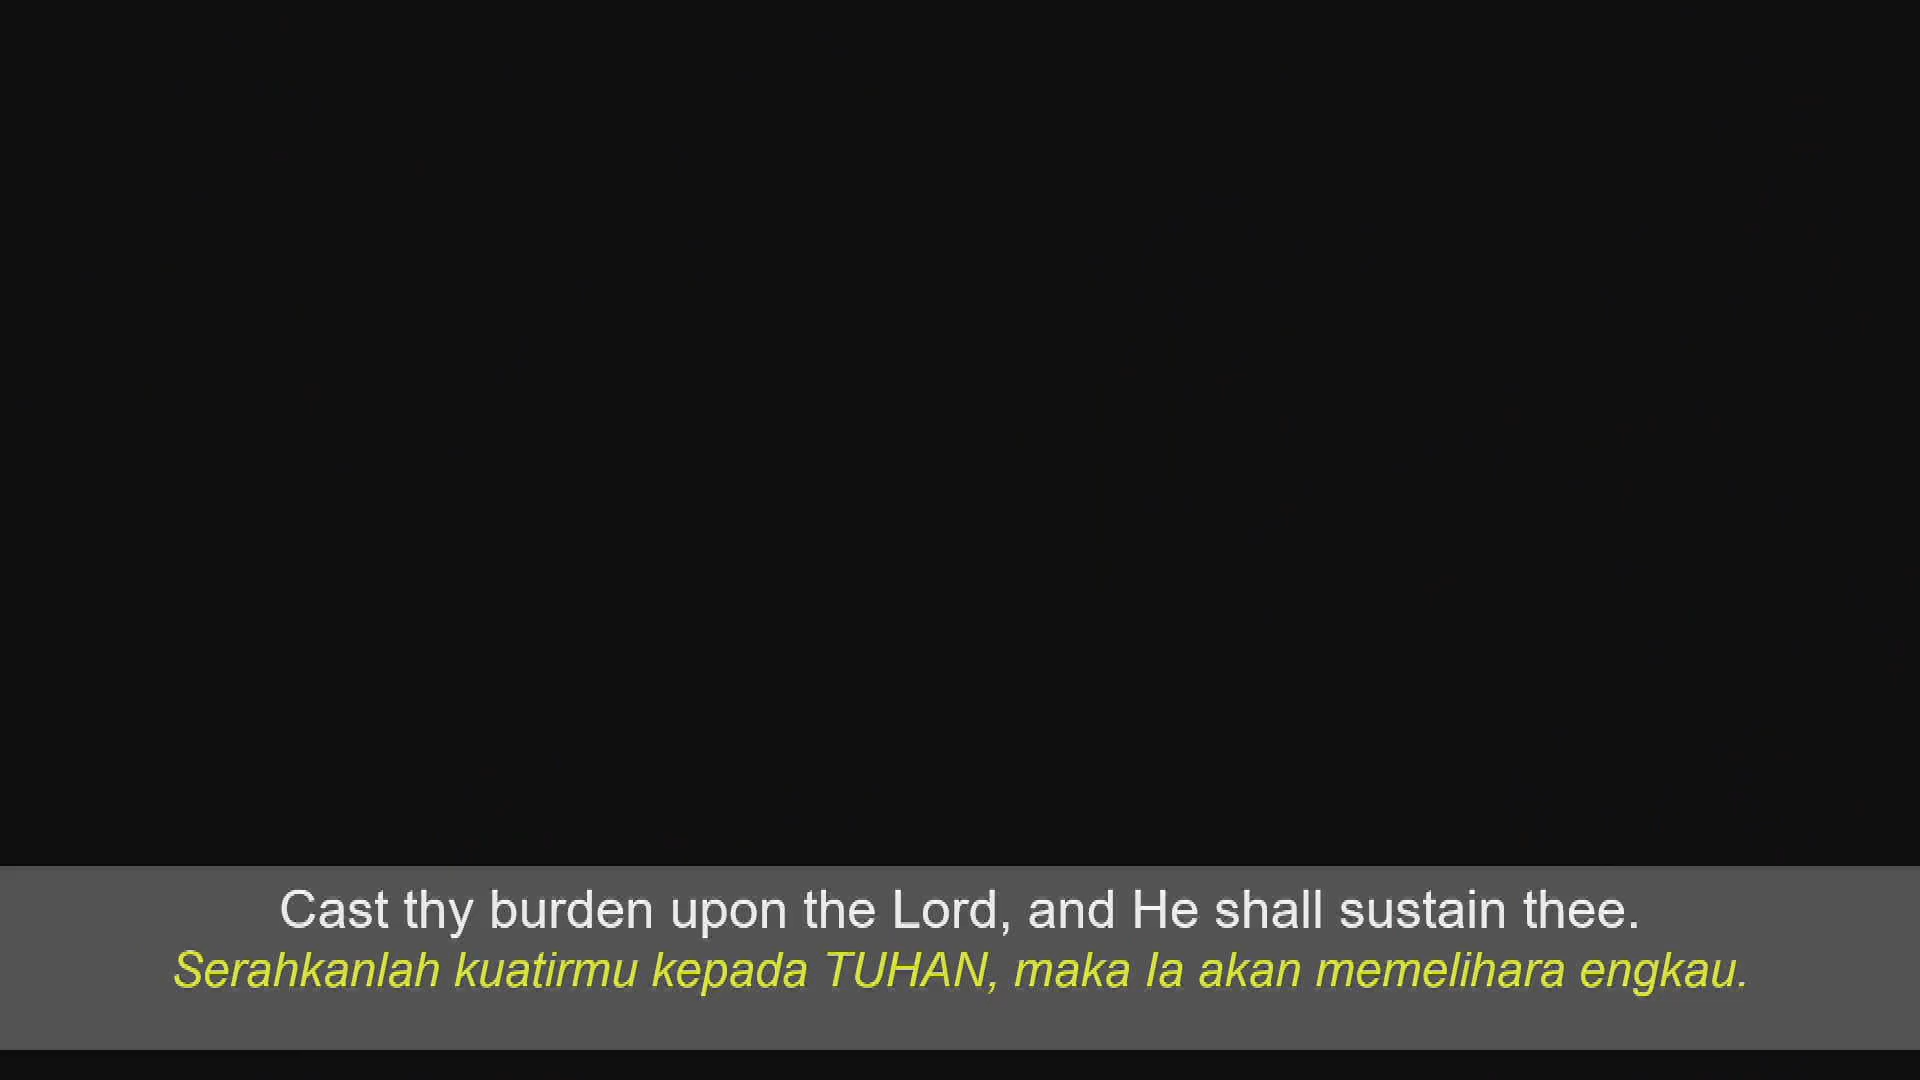 Cast thy burden upon the Lord, and He shall sustain thee.
Serahkanlah kuatirmu kepada TUHAN, maka Ia akan memelihara engkau.